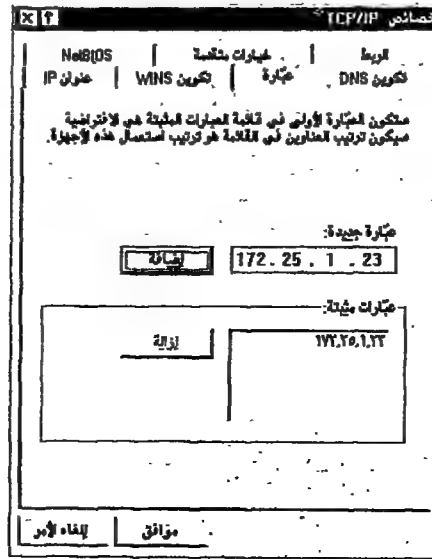 خصائص TCP/IP
الربط خيارات متقدمة NetBIOS
تكوين DNS عبّارة تكوين WINS عنوان IP
ستكون العبّارة الأولى في قائمة العبارات المثبتة هي الافتراضية
سيكون ترتيب العناوين في القائمة هو ترتيب استعمال هذه الأجهزة.
عبّارة جديدة:
172.25.1.23 إضافة
عبّارات مثبتة:
١٧٢,٢٥,١,٢٣ إزالة
موافق إلغاء الأمر